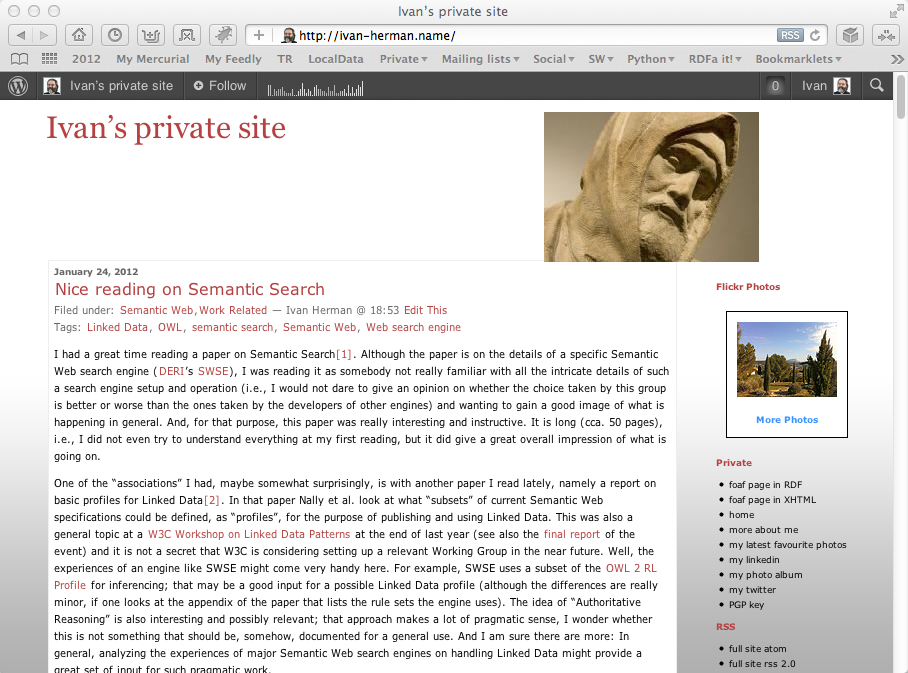 Ivan's private site
http://ivan-herman.name/
RSS
2012 My Mercurial My Feedly TR LocalData Private Mailing lists Social SW Python RDFa it! Bookmarklets
Ivan's private site Follow 0 Ivan
Ivan’s private site
January 24, 2012
Nice reading on Semantic Search
Filed under: Semantic Web,Work Related — Ivan Herman @ 18:53 Edit This
Tags: Linked Data, OWL, semantic search, Semantic Web, Web search engine
I had a great time reading a paper on Semantic Search[1]. Although the paper is on the details of a specific Semantic
Web search engine (DERI’s SWSE), I was reading it as somebody not really familiar with all the intricate details of such
a search engine setup and operation (i.e., I would not dare to give an opinion on whether the choice taken by this group
is better or worse than the ones taken by the developers of other engines) and wanting to gain a good image of what is
happening in general. And, for that purpose, this paper was really interesting and instructive. It is long (cca. 50 pages),
i.e., I did not even try to understand everything at my first reading, but it did give a great overall impression of what is
going on.
One of the “associations” I had, maybe somewhat surprisingly, is with another paper I read lately, namely a report on
basic profiles for Linked Data[2]. In that paper Nally et al. look at what “subsets” of current Semantic Web
specifications could be defined, as “profiles”, for the purpose of publishing and using Linked Data. This was also a
general topic at a W3C Workshop on Linked Data Patterns at the end of last year (see also the final report of the
event) and it is not a secret that W3C is considering setting up a relevant Working Group in the near future. Well, the
experiences of an engine like SWSE might come very handy here. For example, SWSE uses a subset of the OWL 2 RL
Profile for inferencing; that may be a good input for a possible Linked Data profile (although the differences are really
minor, if one looks at the appendix of the paper that lists the rule sets the engine uses). The idea of “Authoritative
Reasoning” is also interesting and possibly relevant; that approach makes a lot of pragmatic sense, I wonder whether
this is not something that should be, somehow, documented for a general use. And I am sure there are more: In
general, analyzing the experiences of major Semantic Web search engines on handling Linked Data might provide a
great set of input for such pragmatic work.
Flickr Photos
More Photos
Private
foaf page in RDF
foaf page in XHTML
home
more about me
my latest favourite photos
my linkedin
my photo album
my twitter
PGP key
RSS
full site atom
full site rss 2.0